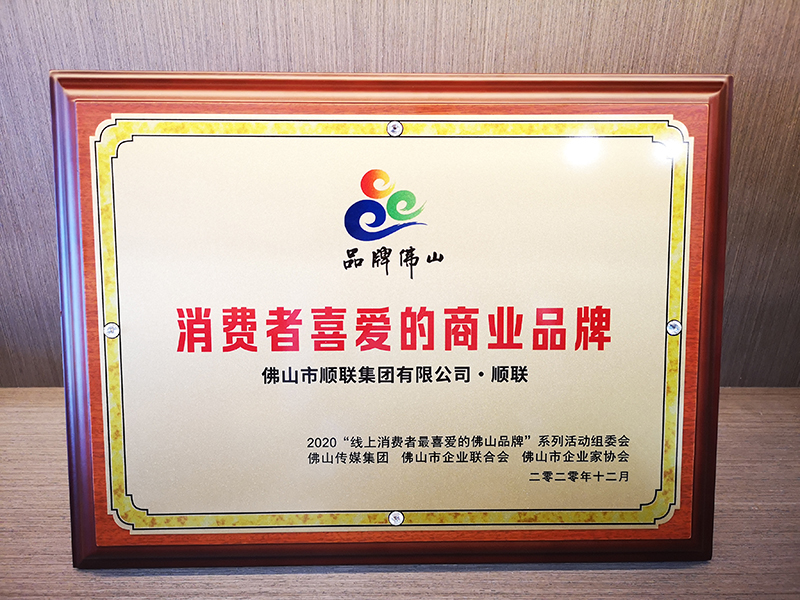 品牌佛山
消费者喜爱的商业品牌
佛山市顺联集团有限公司·顺联
2020“线上消费者最喜爱的佛山品牌”系列活动组委会
佛山传媒集团 佛山市企业联合会 佛山市企业家协会
二零二零年十二月